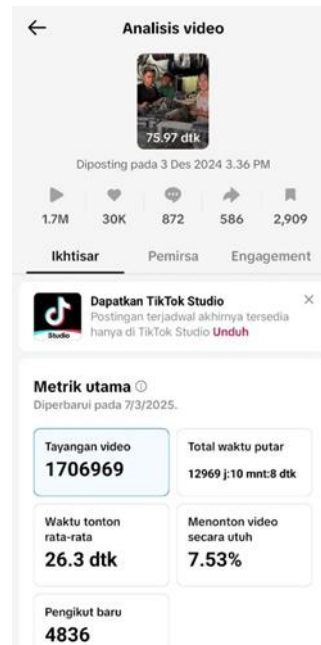 Analisis video
75.97 dtk
Diposting pada 3 Des 2024 3.36 PM
1.7M 30K 872 586 2,909
Ikhtisar Pemirsa Engagement
Dapatkan TikTok Studio
Postingan terjadwal akhirnya tersedia
hanya di TikTok Studio Unduh
Studio
Metrik utama
Diperbarui pada 7/3/2025.
Tayangan video
1706969
Total waktu putar
12969 j:10 mnt:8 dtk
Waktu tonton
rata-rata
26.3 dtk
Menonton video
secara utuh
7.53%
Pengikut baru
4836